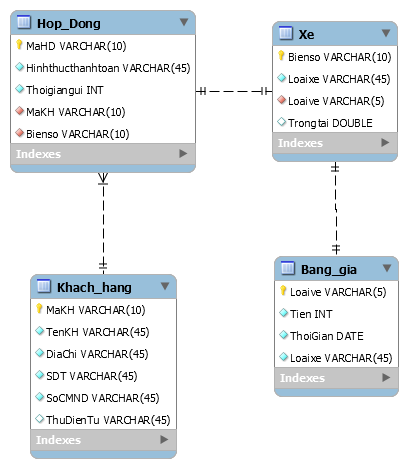 Hop_Dong
MaHD VARCHAR(10)
Hinhthucthanhtoan VARCHAR(45)
Thoigiangui INT
MaKH VARCHAR(10)
Bienso VARCHAR(10)
Indexes
Xe
Bienso VARCHAR(10)
Loaixe VARCHAR(45)
Loaive VARCHAR(5)
Trongtai DOUBLE
Indexes
Khach_hang
MaKH VARCHAR(10)
TenKH VARCHAR(45)
DiaChi VARCHAR(45)
SDT VARCHAR(45)
SoCMND VARCHAR(45)
ThuDienTu VARCHAR(45)
Indexes
Bang_gia
Loaive VARCHAR(5)
Tien INT
ThoiGian DATE
Loaixe VARCHAR(45)
Indexes